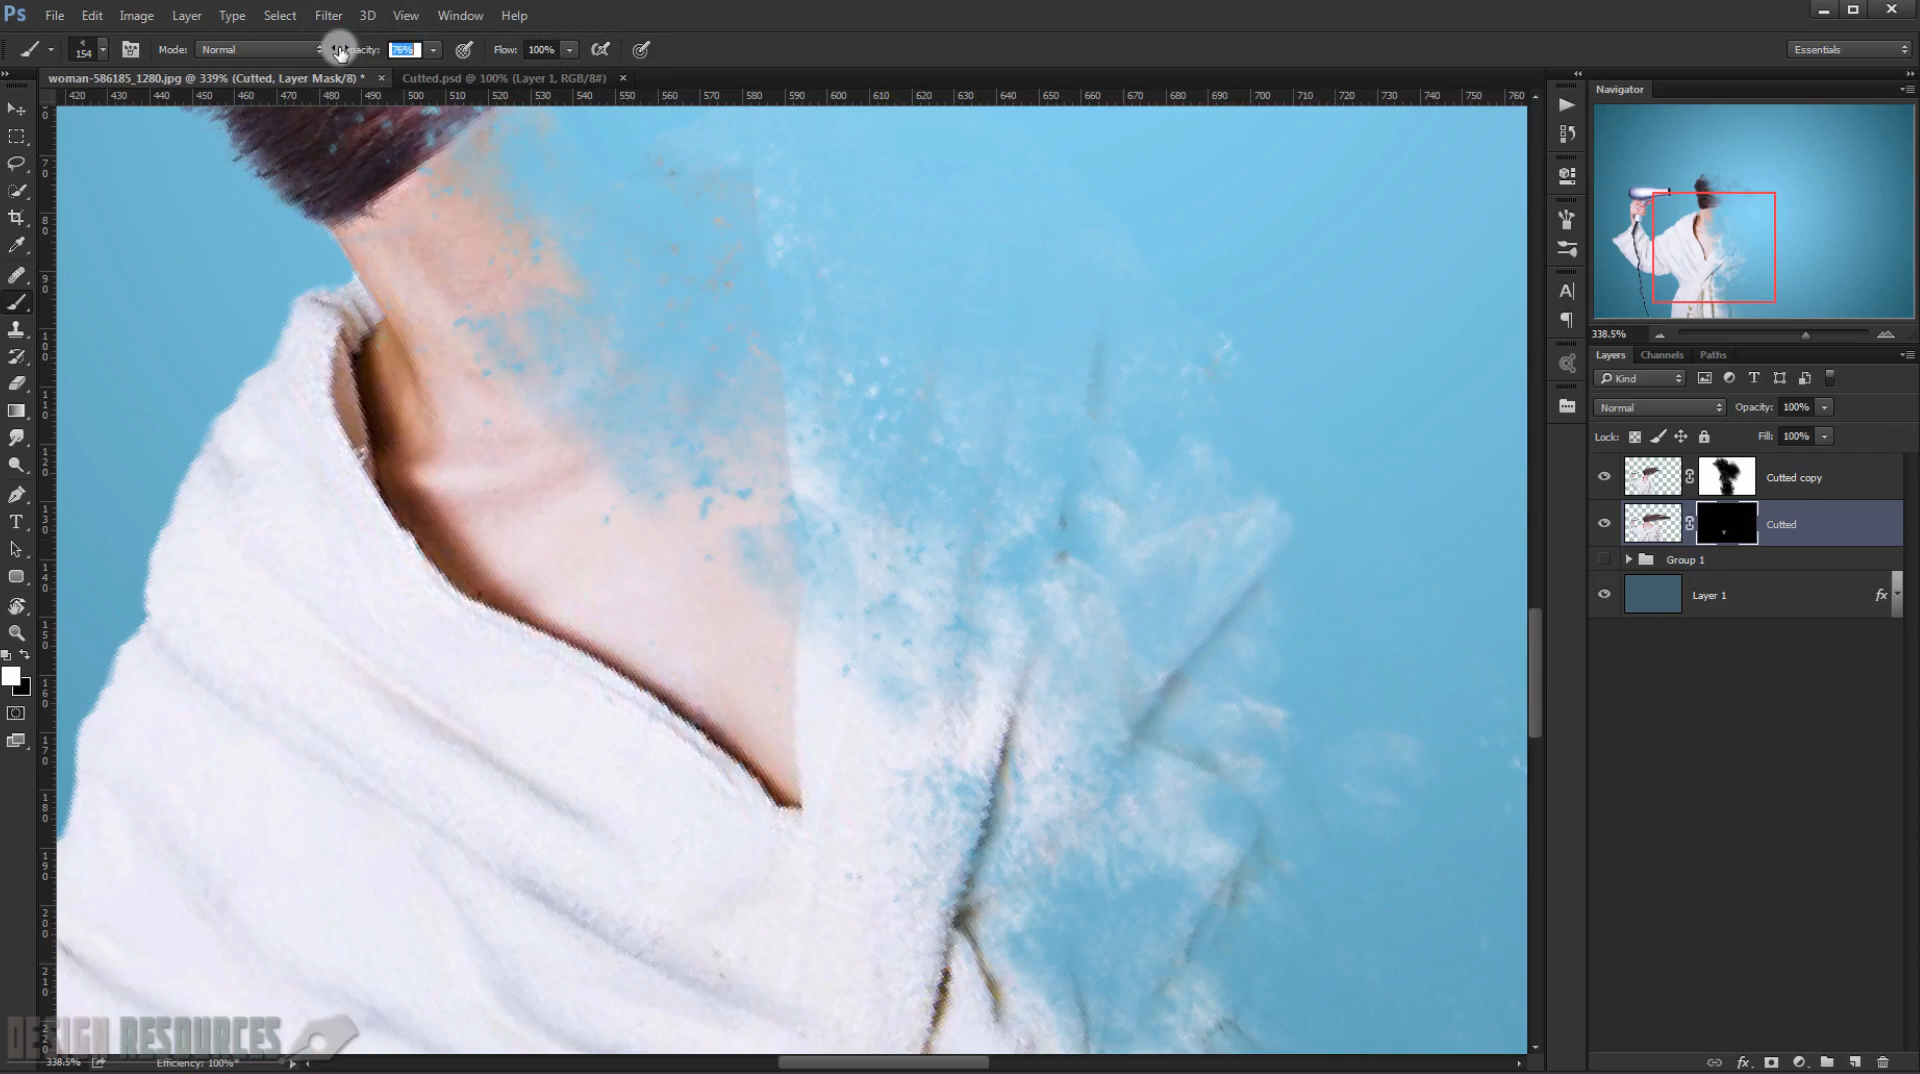 Ps File Edit Image Layer Type Select Filter 3D View Window Help
154 Mode: Normal Opacity: 76% Flow: 100% Essentials
woman-586185_1280.jpg @ 339% (Cutted, Layer Mask/8) * × Cutted.psd @ 100% (Layer 1, RGB/8#) ×
420 430 440 450 460 470 480 490 500 510 520 530 540 550 560 570 580 590 600 610 620 630 640 650 660 670 680 690 700 710 720 730 740 750 760
Navigator
338.5%
Layers Channels Paths
Kind
Normal Opacity: 100%
Lock: Fill: 100%
Cutted copy
Cutted
Group 1
Layer 1 fx
DESIGN RESOURCES
338.5% Efficiency: 100%*